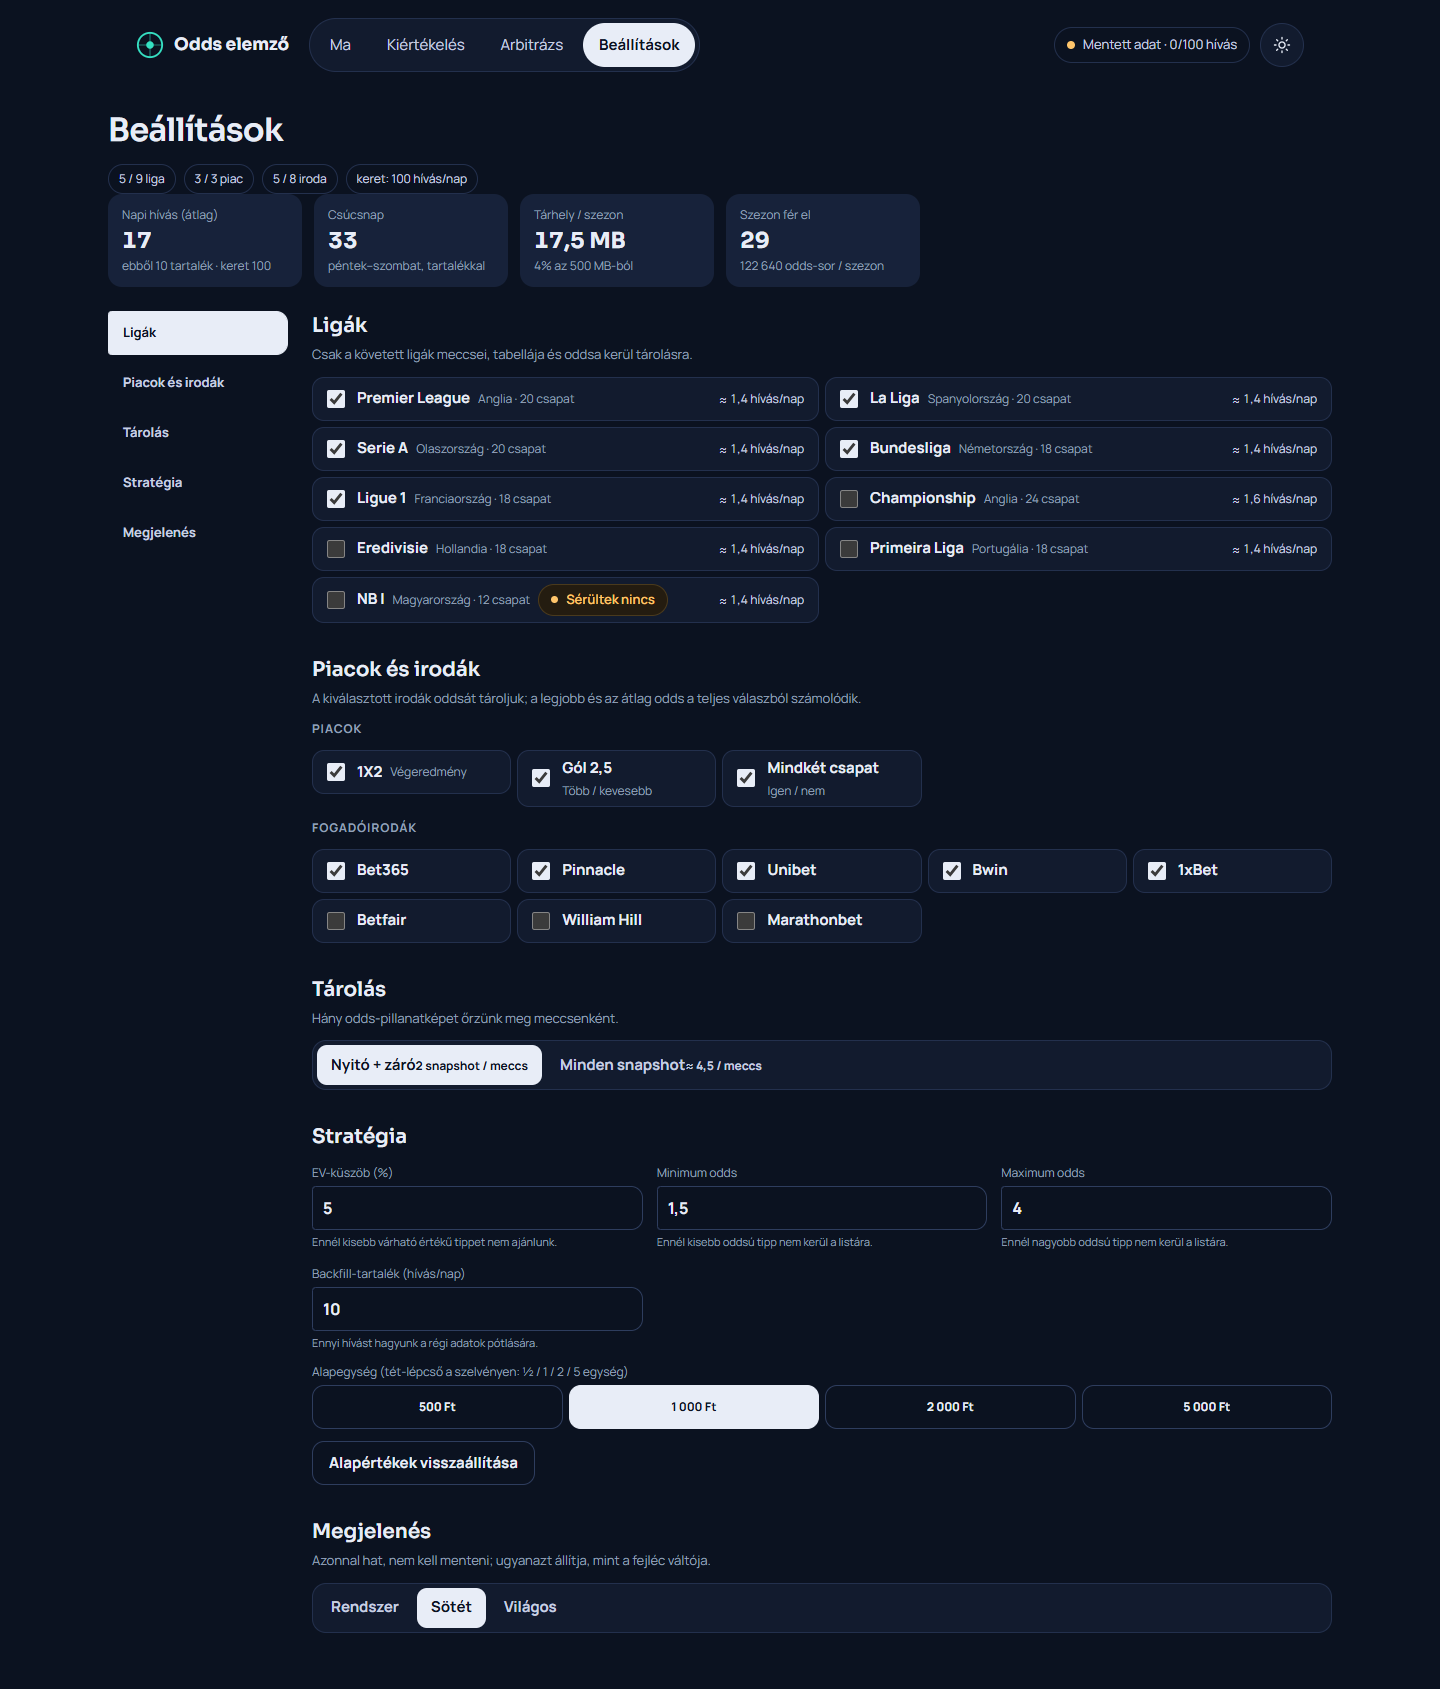 Odds elemző
Ma
Kiértékelés
Arbitrázs
Beállítások
Mentett adat · 0/100 hívás
Beállítások
5 / 9 liga
3 / 3 piac
5 / 8 iroda
keret: 100 hívás/nap
Napi hívás (átlag)
17
ebből 10 tartalék · keret 100
Csúcsnap
33
péntek–szombat, tartalékkal
Tárhely / szezon
17,5 MB
4% az 500 MB-ból
Szezon fér el
29
122 640 odds-sor / szezon
Ligák
Piacok és irodák
Tárolás
Stratégia
Megjelenés
Ligák
Csak a követett ligák meccsei, tabellája és oddsa kerül tárolásra.
Premier League Anglia · 20 csapat ≈ 1,4 hívás/nap
La Liga Spanyolország · 20 csapat ≈ 1,4 hívás/nap
Serie A Olaszország · 20 csapat ≈ 1,4 hívás/nap
Bundesliga Németország · 18 csapat ≈ 1,4 hívás/nap
Ligue 1 Franciaország · 18 csapat ≈ 1,4 hívás/nap
Championship Anglia · 24 csapat ≈ 1,6 hívás/nap
Eredivisie Hollandia · 18 csapat ≈ 1,4 hívás/nap
Primeira Liga Portugália · 18 csapat ≈ 1,4 hívás/nap
NB I Magyarország · 12 csapat Sérültek nincs ≈ 1,4 hívás/nap
Piacok és irodák
A kiválasztott irodák oddsát tároljuk; a legjobb és az átlag odds a teljes válaszból számolódik.
PIACOK
1X2 Végeredmény
Gól 2,5
Több / kevesebb
Mindkét csapat
Igen / nem
FOGADÓIRODÁK
Bet365
Pinnacle
Unibet
Bwin
1xBet
Betfair
William Hill
Marathonbet
Tárolás
Hány odds-pillanatképet őrzünk meg meccsenként.
Nyitó + záró2 snapshot / meccs
Minden snapshot≈ 4,5 / meccs
Stratégia
EV-küszöb (%)
5
Ennél kisebb várható értékű tippet nem ajánlunk.
Minimum odds
1,5
Ennél kisebb oddsú tipp nem kerül a listára.
Maximum odds
4
Ennél nagyobb oddsú tipp nem kerül a listára.
Backfill-tartalék (hívás/nap)
10
Ennyi hívást hagyunk a régi adatok pótlására.
Alapegység (tét-lépcső a szelvényen: ½ / 1 / 2 / 5 egység)
500 Ft
1 000 Ft
2 000 Ft
5 000 Ft
Alapértékek visszaállítása
Megjelenés
Azonnal hat, nem kell menteni; ugyanazt állítja, mint a fejléc váltója.
Rendszer
Sötét
Világos